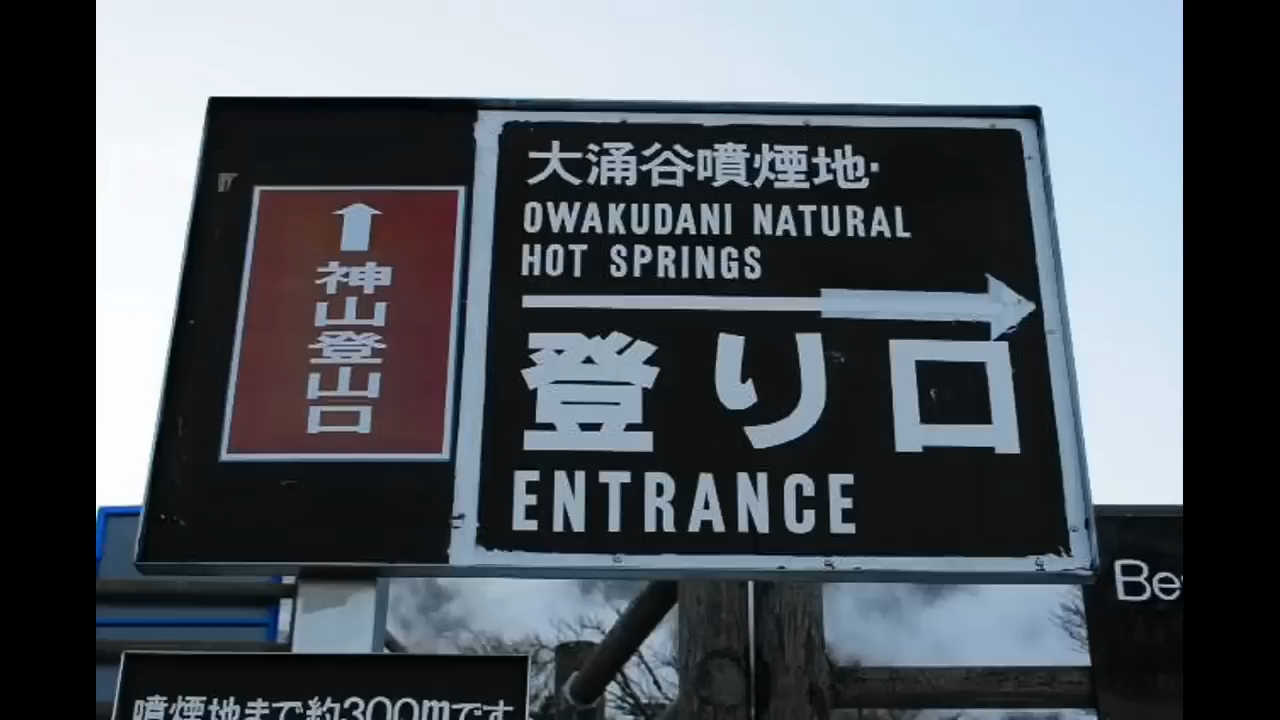 神山登山口
大涌谷噴煙地·
OWAKUDANI NATURAL
HOT SPRINGS
登り口
ENTRANCE
噴煙地まで約300mです